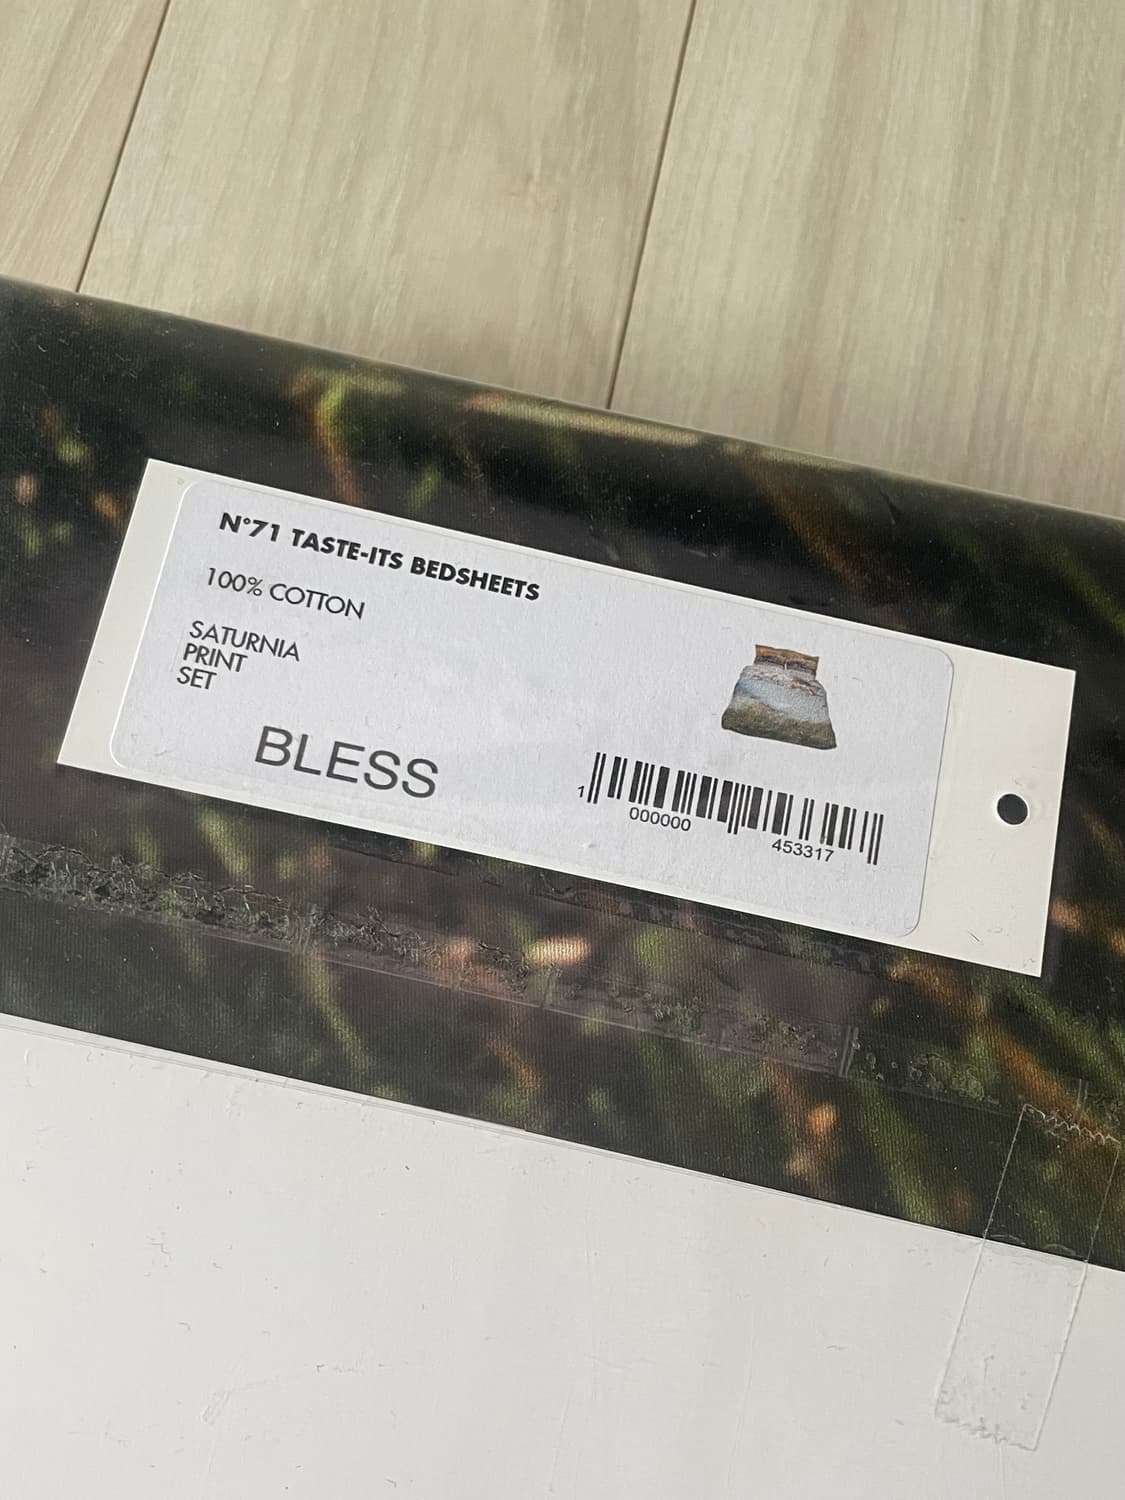 N°71 TASTE-ITS BEDSHEETS
100% COTTON
SATURNIA
PRINT
SET
BLESS
1 000000 453317